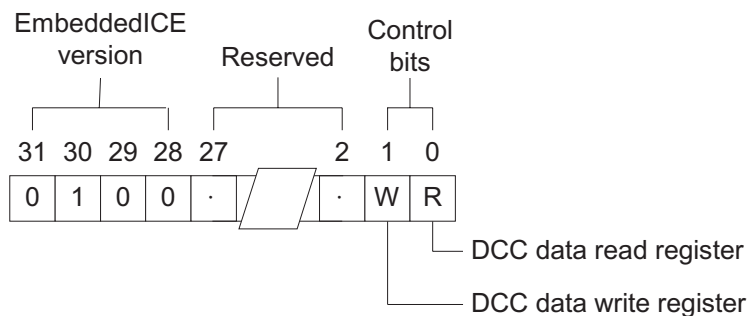 EmbeddedICE
version
Reserved
Control
bits
31 30 29 28 27 2 1 0
0 1 0 0 · · W R
DCC data read register
DCC data write register